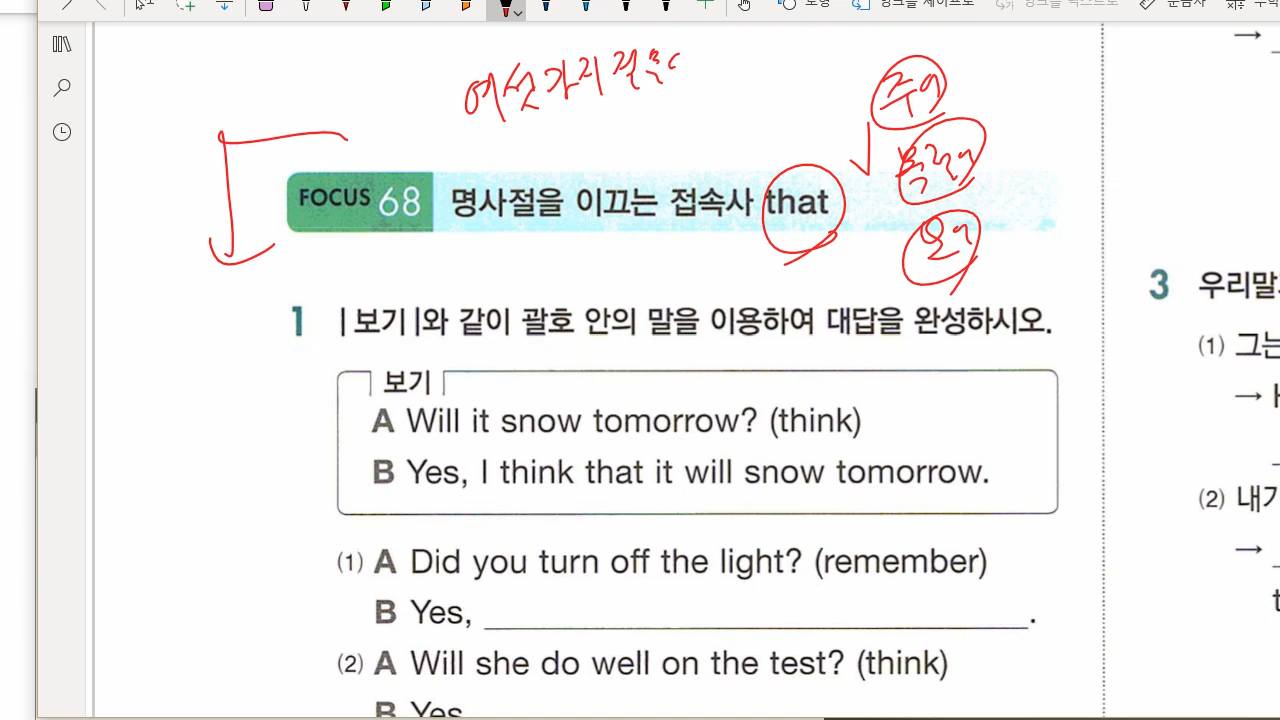 여섯가지 질문
주어
목적어
보어
FOCUS 68 명사절을 이끄는 접속사 that
1 |보기|와 같이 괄호 안의 말을 이용하여 대답을 완성하시오.
보기
A Will it snow tomorrow? (think)
B Yes, I think that it will snow tomorrow.
(1) A Did you turn off the light? (remember)
B Yes, ______________________________.
(2) A Will she do well on the test? (think)
B Yes
→
3 우리말
(1) 그는
→ H
(2) 내가
→
t